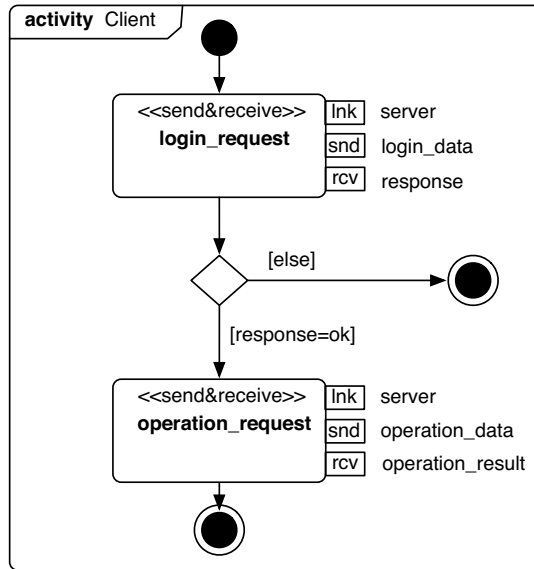 activity Client
<<send&receive>>
login_request
lnk server
snd login_data
rcv response
[else]
[response=ok]
<<send&receive>>
operation_request
lnk server
snd operation_data
rcv operation_result